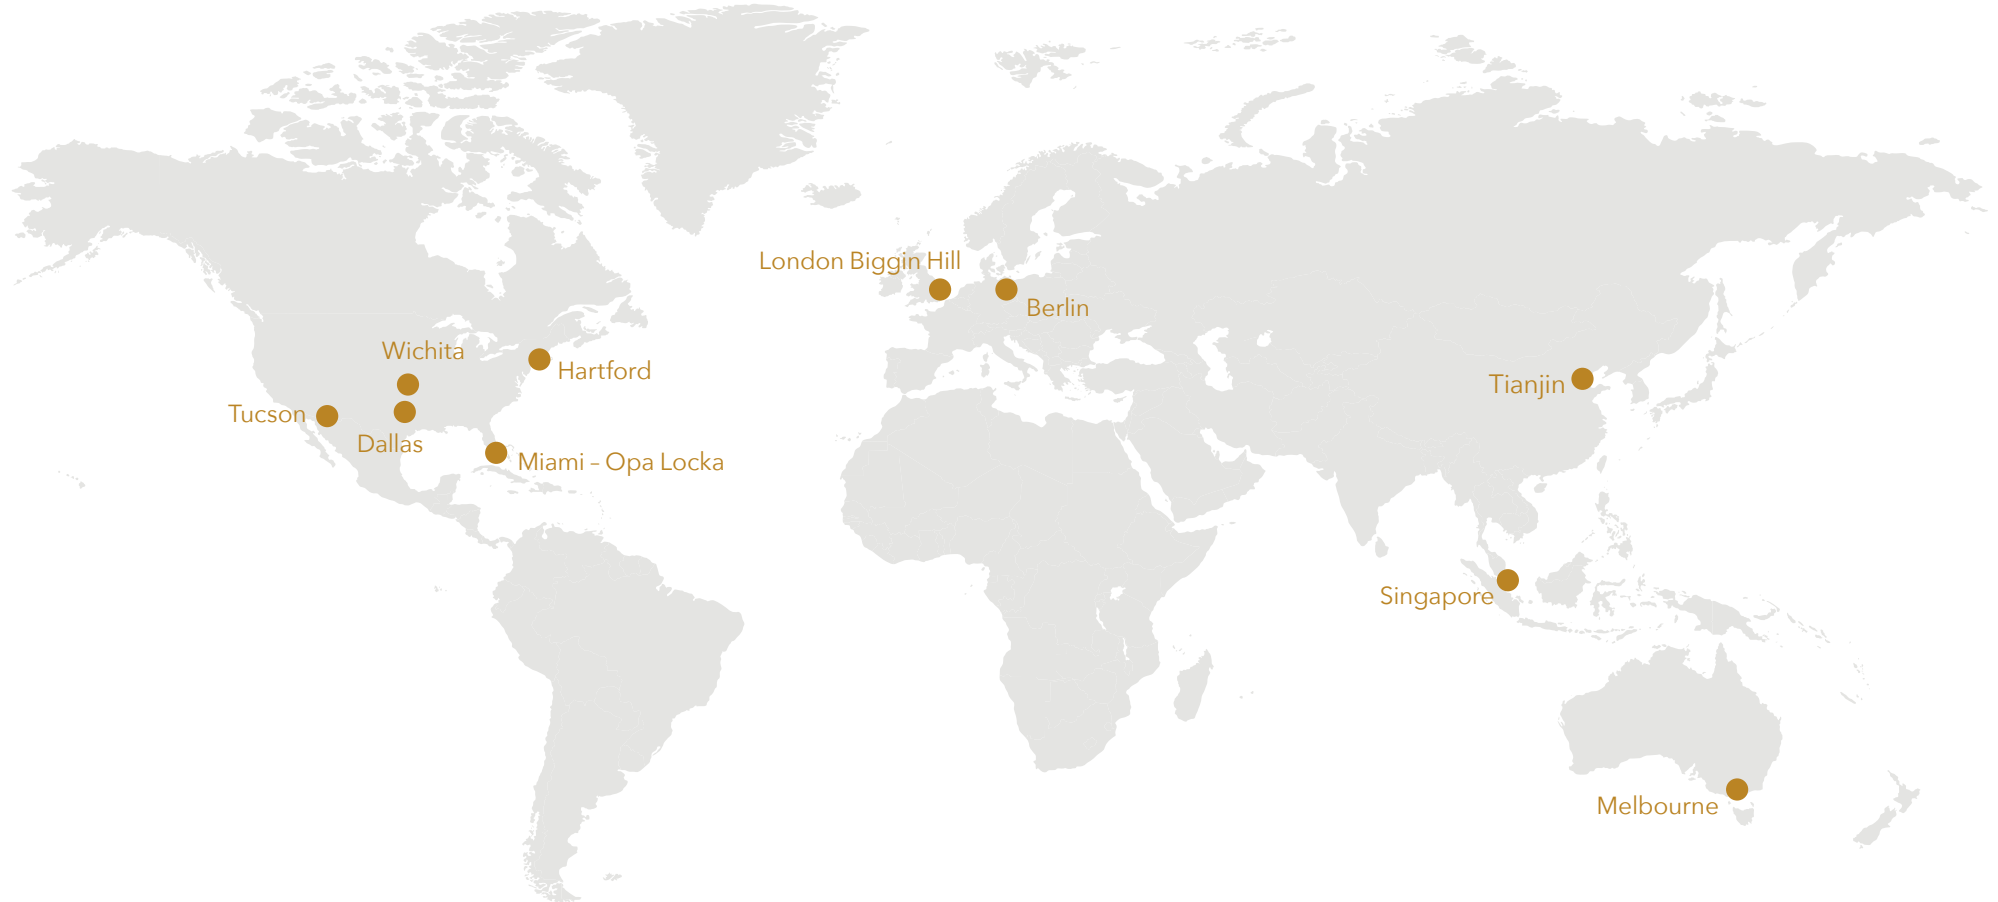 London Biggin Hill
Berlin
Wichita
Hartford
Tianjin
Tucson
Dallas
Miami – Opa Locka
Singapore
Melbourne